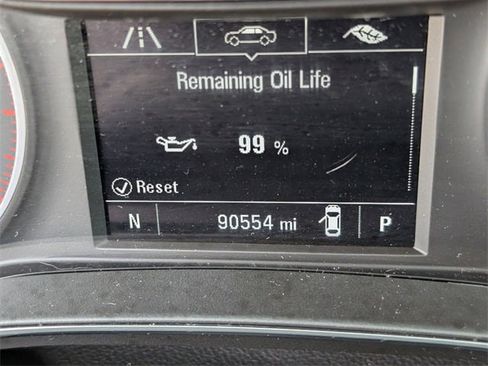 Remaining Oil Life
99 %
Reset
N 90554 mi P